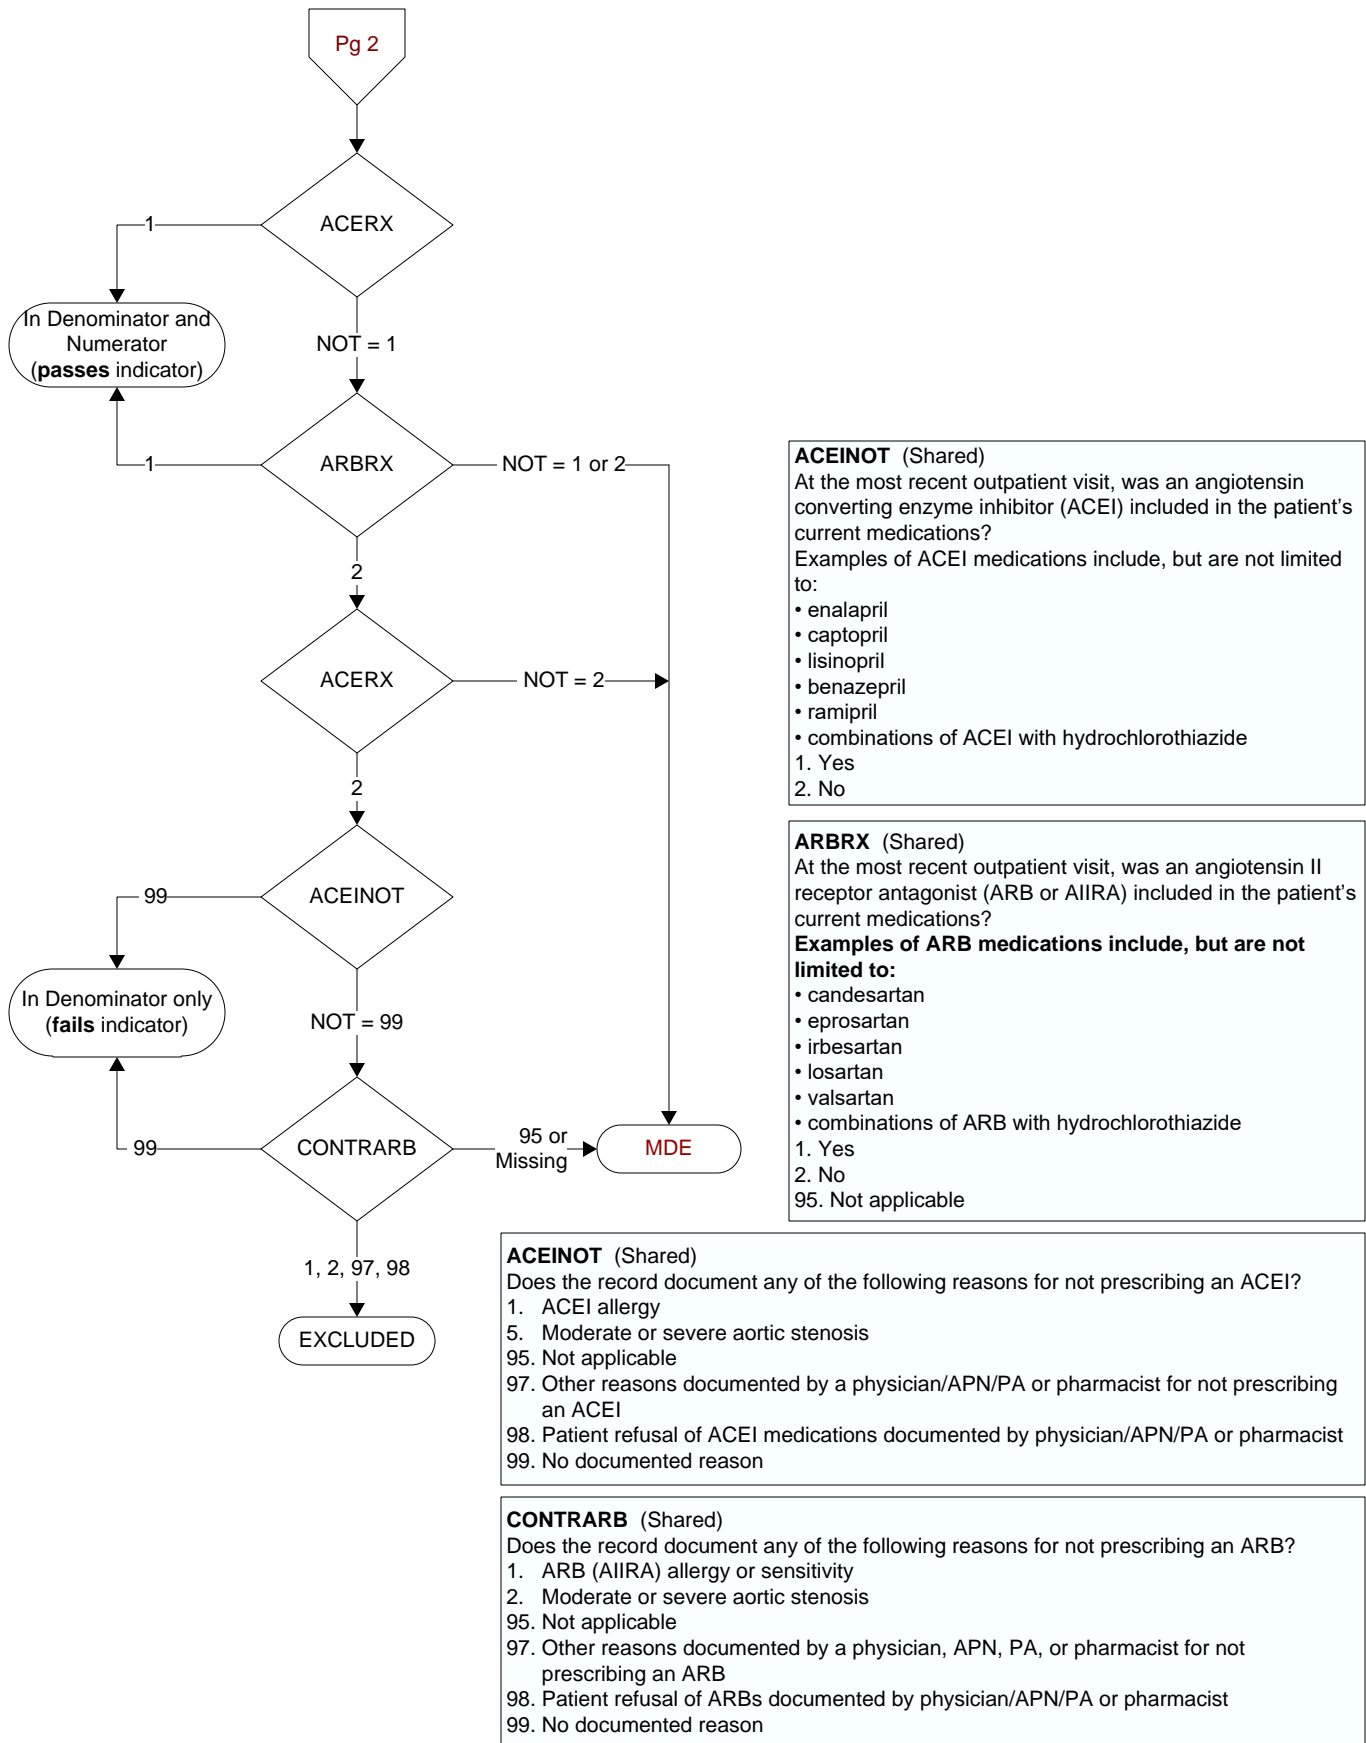 Pg 2
ACERX
1
In Denominator and
Numerator
(passes indicator)
NOT = 1
ARBRX
1
NOT = 1 or 2
2
ACERX
NOT = 2
2
ACEINOT
99
In Denominator only
(fails indicator)
NOT = 99
CONTRARB
99
95 or
Missing
MDE
1, 2, 97, 98
EXCLUDED
ACEINOT (Shared)
At the most recent outpatient visit, was an angiotensin
converting enzyme inhibitor (ACEI) included in the patient's
current medications?
Examples of ACEI medications include, but are not limited
to:
• enalapril
• captopril
• lisinopril
• benazepril
• ramipril
• combinations of ACEI with hydrochlorothiazide
1. Yes
2. No
ARBRX (Shared)
At the most recent outpatient visit, was an angiotensin II
receptor antagonist (ARB or AIIRA) included in the patient's
current medications?
Examples of ARB medications include, but are not
limited to:
• candesartan
• eprosartan
• irbesartan
• losartan
• valsartan
• combinations of ARB with hydrochlorothiazide
1. Yes
2. No
95. Not applicable
ACEINOT (Shared)
Does the record document any of the following reasons for not prescribing an ACEI?
1. ACEI allergy
5. Moderate or severe aortic stenosis
95. Not applicable
97. Other reasons documented by a physician/APN/PA or pharmacist for not prescribing
an ACEI
98. Patient refusal of ACEI medications documented by physician/APN/PA or pharmacist
99. No documented reason
CONTRARB (Shared)
Does the record document any of the following reasons for not prescribing an ARB?
1. ARB (AIIRA) allergy or sensitivity
2. Moderate or severe aortic stenosis
95. Not applicable
97. Other reasons documented by a physician, APN, PA, or pharmacist for not
prescribing an ARB
98. Patient refusal of ARBs documented by physician/APN/PA or pharmacist
99. No documented reason